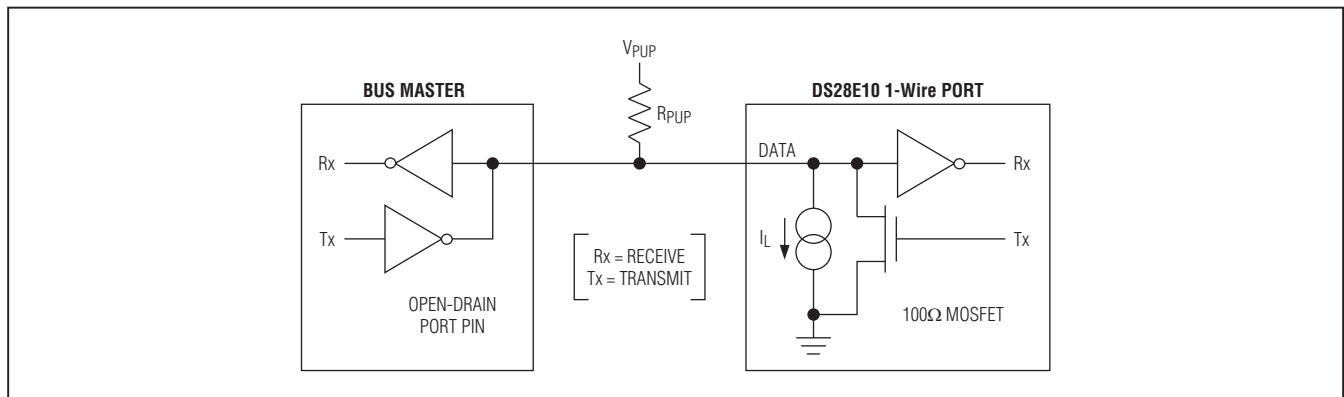 VPUP
BUS MASTER
DS28E10 1-Wire PORT
RPUP
Rx
DATA
Rx
Tx
IL
Tx
Rx = RECEIVE
Tx = TRANSMIT
OPEN-DRAIN
PORT PIN
100Ω MOSFET